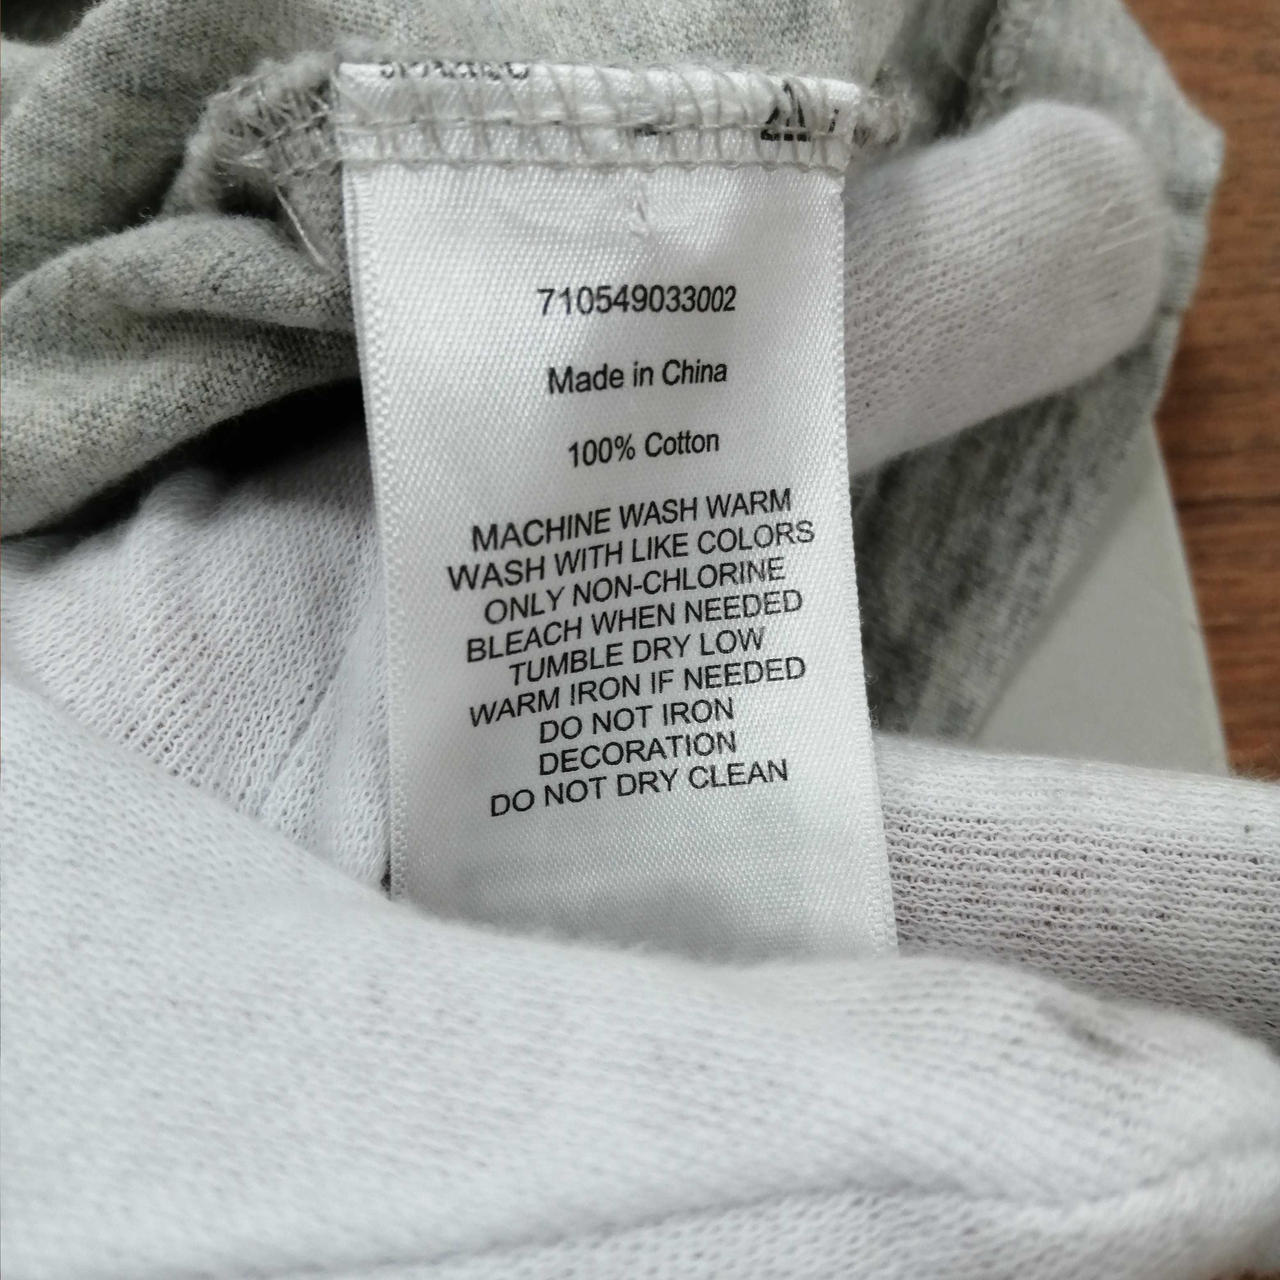 710549033002
Made in China
100% Cotton
MACHINE WASH WARM
WASH WITH LIKE COLORS
ONLY NON-CHLORINE
BLEACH WHEN NEEDED
TUMBLE DRY LOW
WARM IRON IF NEEDED
DO NOT IRON
DECORATION
DO NOT DRY CLEAN